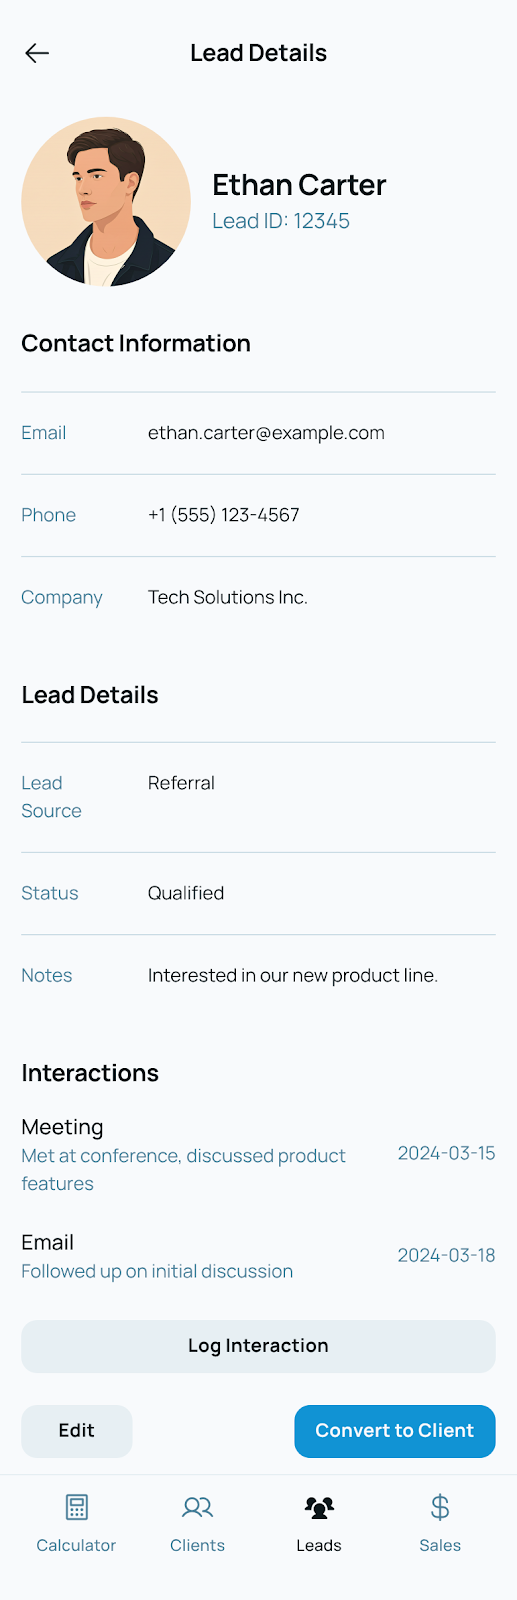 Lead Details
Ethan Carter
Lead ID: 12345
Contact Information
Email
ethan.carter@example.com
Phone
+1 (555) 123-4567
Company
Tech Solutions Inc.
Lead Details
Lead
Source
Referral
Status
Qualified
Notes
Interested in our new product line.
Interactions
Meeting
Met at conference, discussed product
features
2024-03-15
Email
Followed up on initial discussion
2024-03-18
Log Interaction
Edit
Convert to Client
Calculator
Clients
Leads
Sales